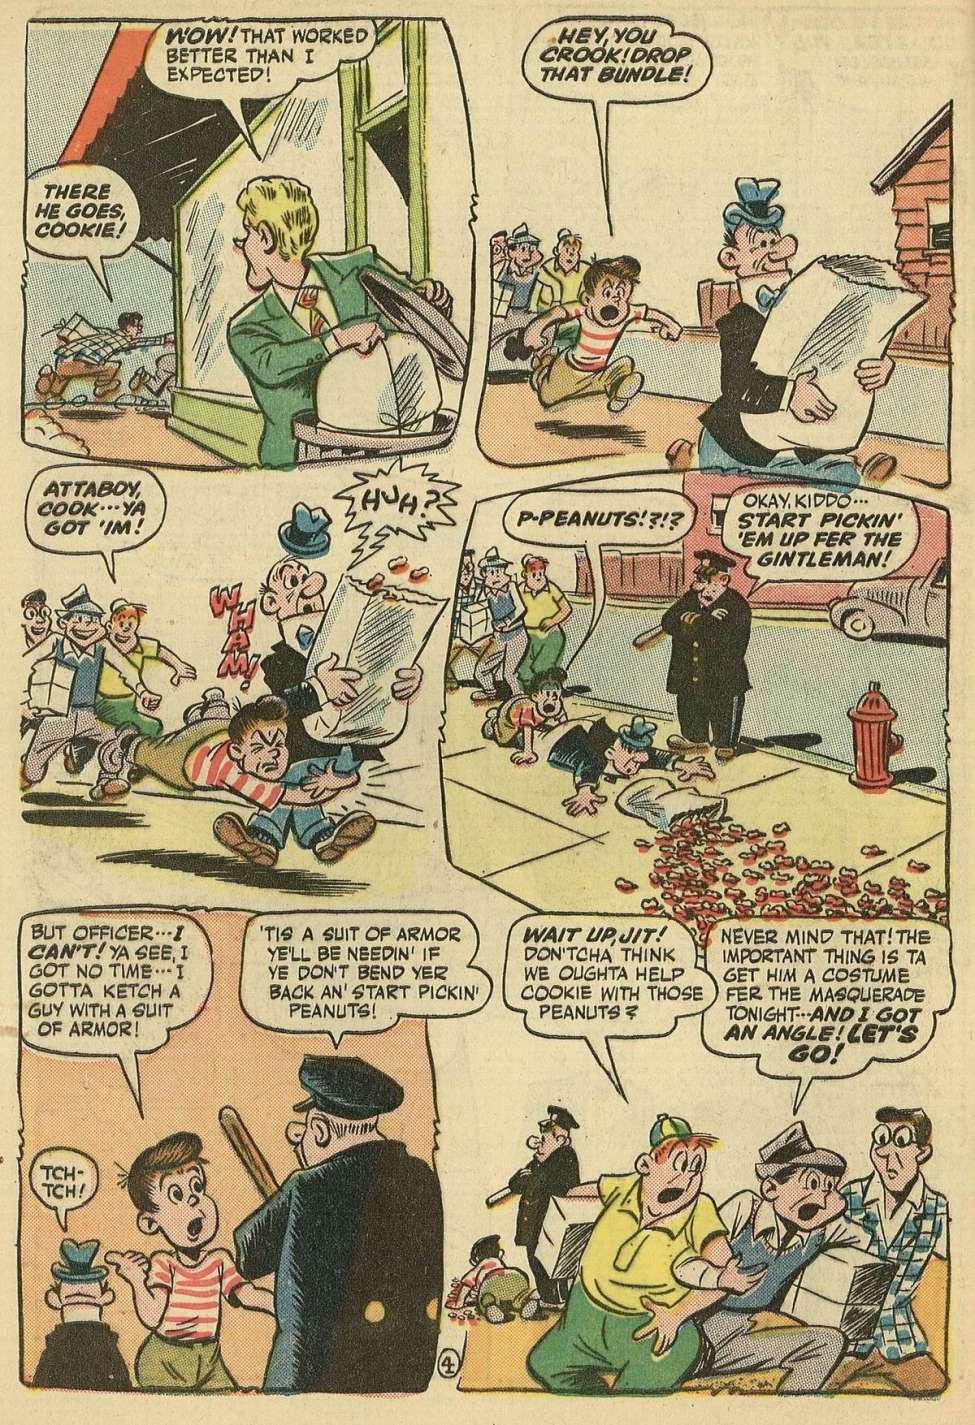 WOW! THAT WORKED
BETTER THAN I
EXPECTED!
THERE
HE GOES,
COOKIE!
HEY, YOU
CROOK! DROP
THAT BUNDLE!
ATTABOY,
COOK---YA
GOT 'IM!
WHAM!
HUH?
P-PEANUTS!?!?
OKAY, KIDDO---
START PICKIN'
'EM UP FER THE
GINTLEMAN!
BUT OFFICER---I
CAN'T! YA SEE, I
GOT NO TIME---I
GOTTA KETCH A
GUY WITH A SUIT
OF ARMOR!
TCH-
TCH!
'TIS A SUIT OF ARMOR
YE'LL BE NEEDIN' IF
YE DON'T BEND YER
BACK AN' START PICKIN'
PEANUTS!
WAIT UP, JIT!
DON'TCHA THINK
WE OUGHTA HELP
COOKIE WITH THOSE
PEANUTS?
NEVER MIND THAT! THE
IMPORTANT THING IS TA
GET HIM A COSTUME
FER THE MASQUERADE
TONIGHT---AND I GOT
AN ANGLE! LET'S
GO!
4